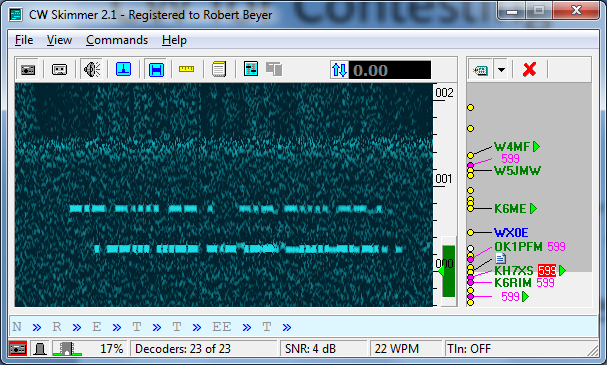 CW Skimmer 2.1 - Registered to Robert Beyer
File View Commands Help
0.00
002
001
000
W4MF
599
W5JMW
K6ME
WX0E
OK1PFM 599
KH7XS 599
K6RIM 599
599
N » R » E » T » T » EE » T »
17% Decoders: 23 of 23 SNR: 4 dB 22 WPM TIn: OFF